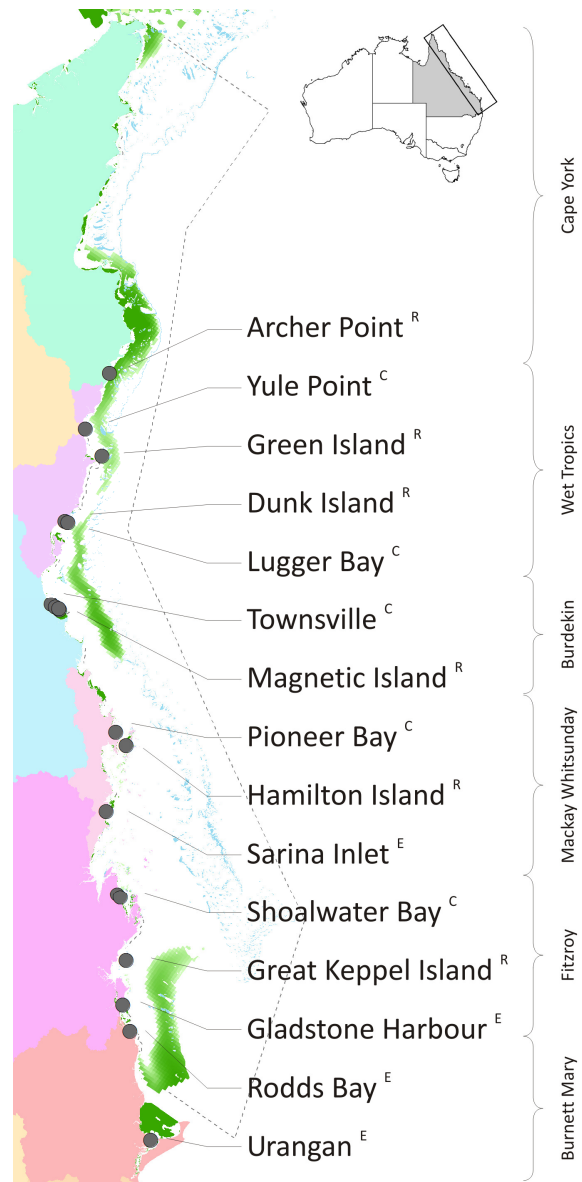 Archer Point R
Yule Point C
Green Island R
Dunk Island R
Lugger Bay C
Townsville C
Magnetic Island R
Pioneer Bay C
Hamilton Island R
Sarina Inlet E
Shoalwater Bay C
Great Keppel Island R
Gladstone Harbour E
Rodds Bay E
Urangan E
Cape York
Wet Tropics
Burdekin
Mackay Whitsunday
Fitzroy
Burnett Mary